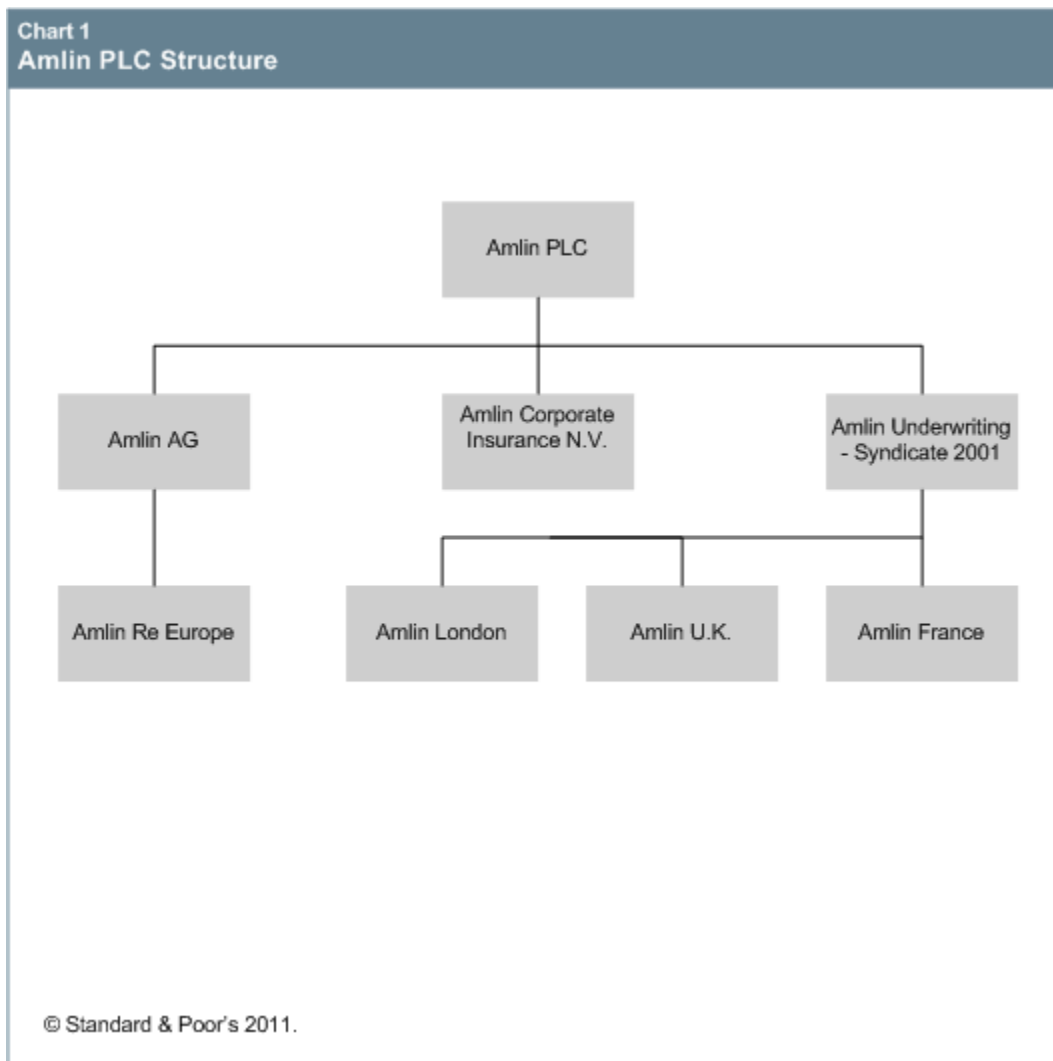 Chart 1
Amlin PLC Structure
Amlin PLC
Amlin AG
Amlin Corporate
Insurance N.V.
Amlin Underwriting
- Syndicate 2001
Amlin Re Europe
Amlin London
Amlin U.K.
Amlin France
© Standard & Poor's 2011.